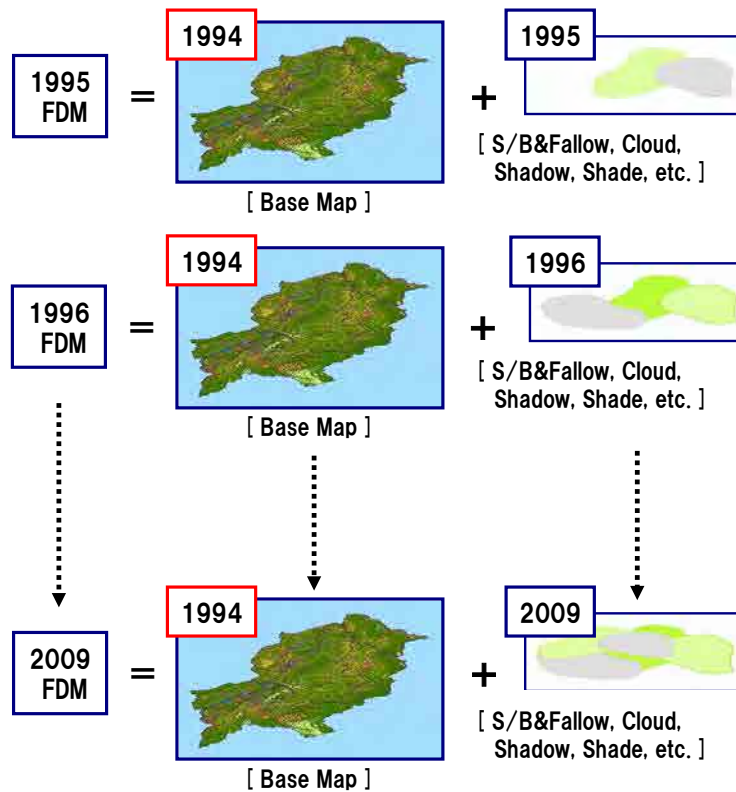 1994
1995
1995
FDM
=
+
[ S/B&Fallow, Cloud,
Shadow, Shade, etc. ]
[ Base Map ]
1994
1996
1996
FDM
=
+
[ S/B&Fallow, Cloud,
Shadow, Shade, etc. ]
[ Base Map ]
1994
2009
2009
FDM
=
+
[ S/B&Fallow, Cloud,
Shadow, Shade, etc. ]
[ Base Map ]